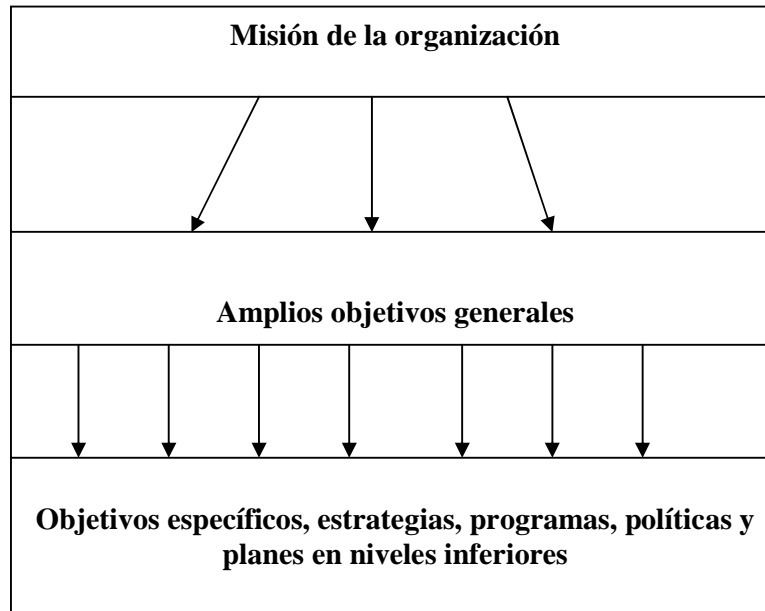 Misión de la organización
Amplios objetivos generales
Objetivos específicos, estrategias, programas, políticas y
planes en niveles inferiores